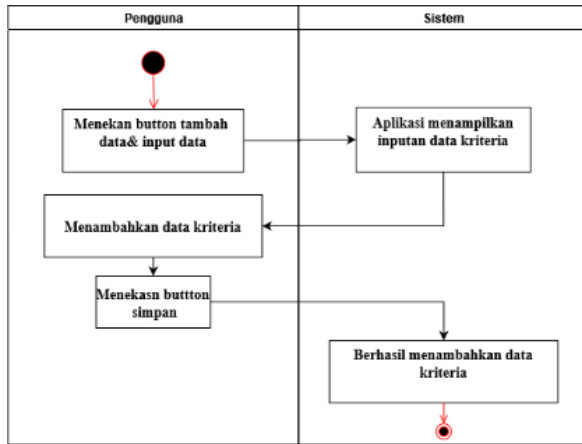 Pengguna
Sistem
Menekan button tambah
data& input data
Aplikasi menampilkan
inputan data kriteria
Menambahkan data kriteria
Menekasn buttton
simpan
Berhasil menambahkan data
kriteria